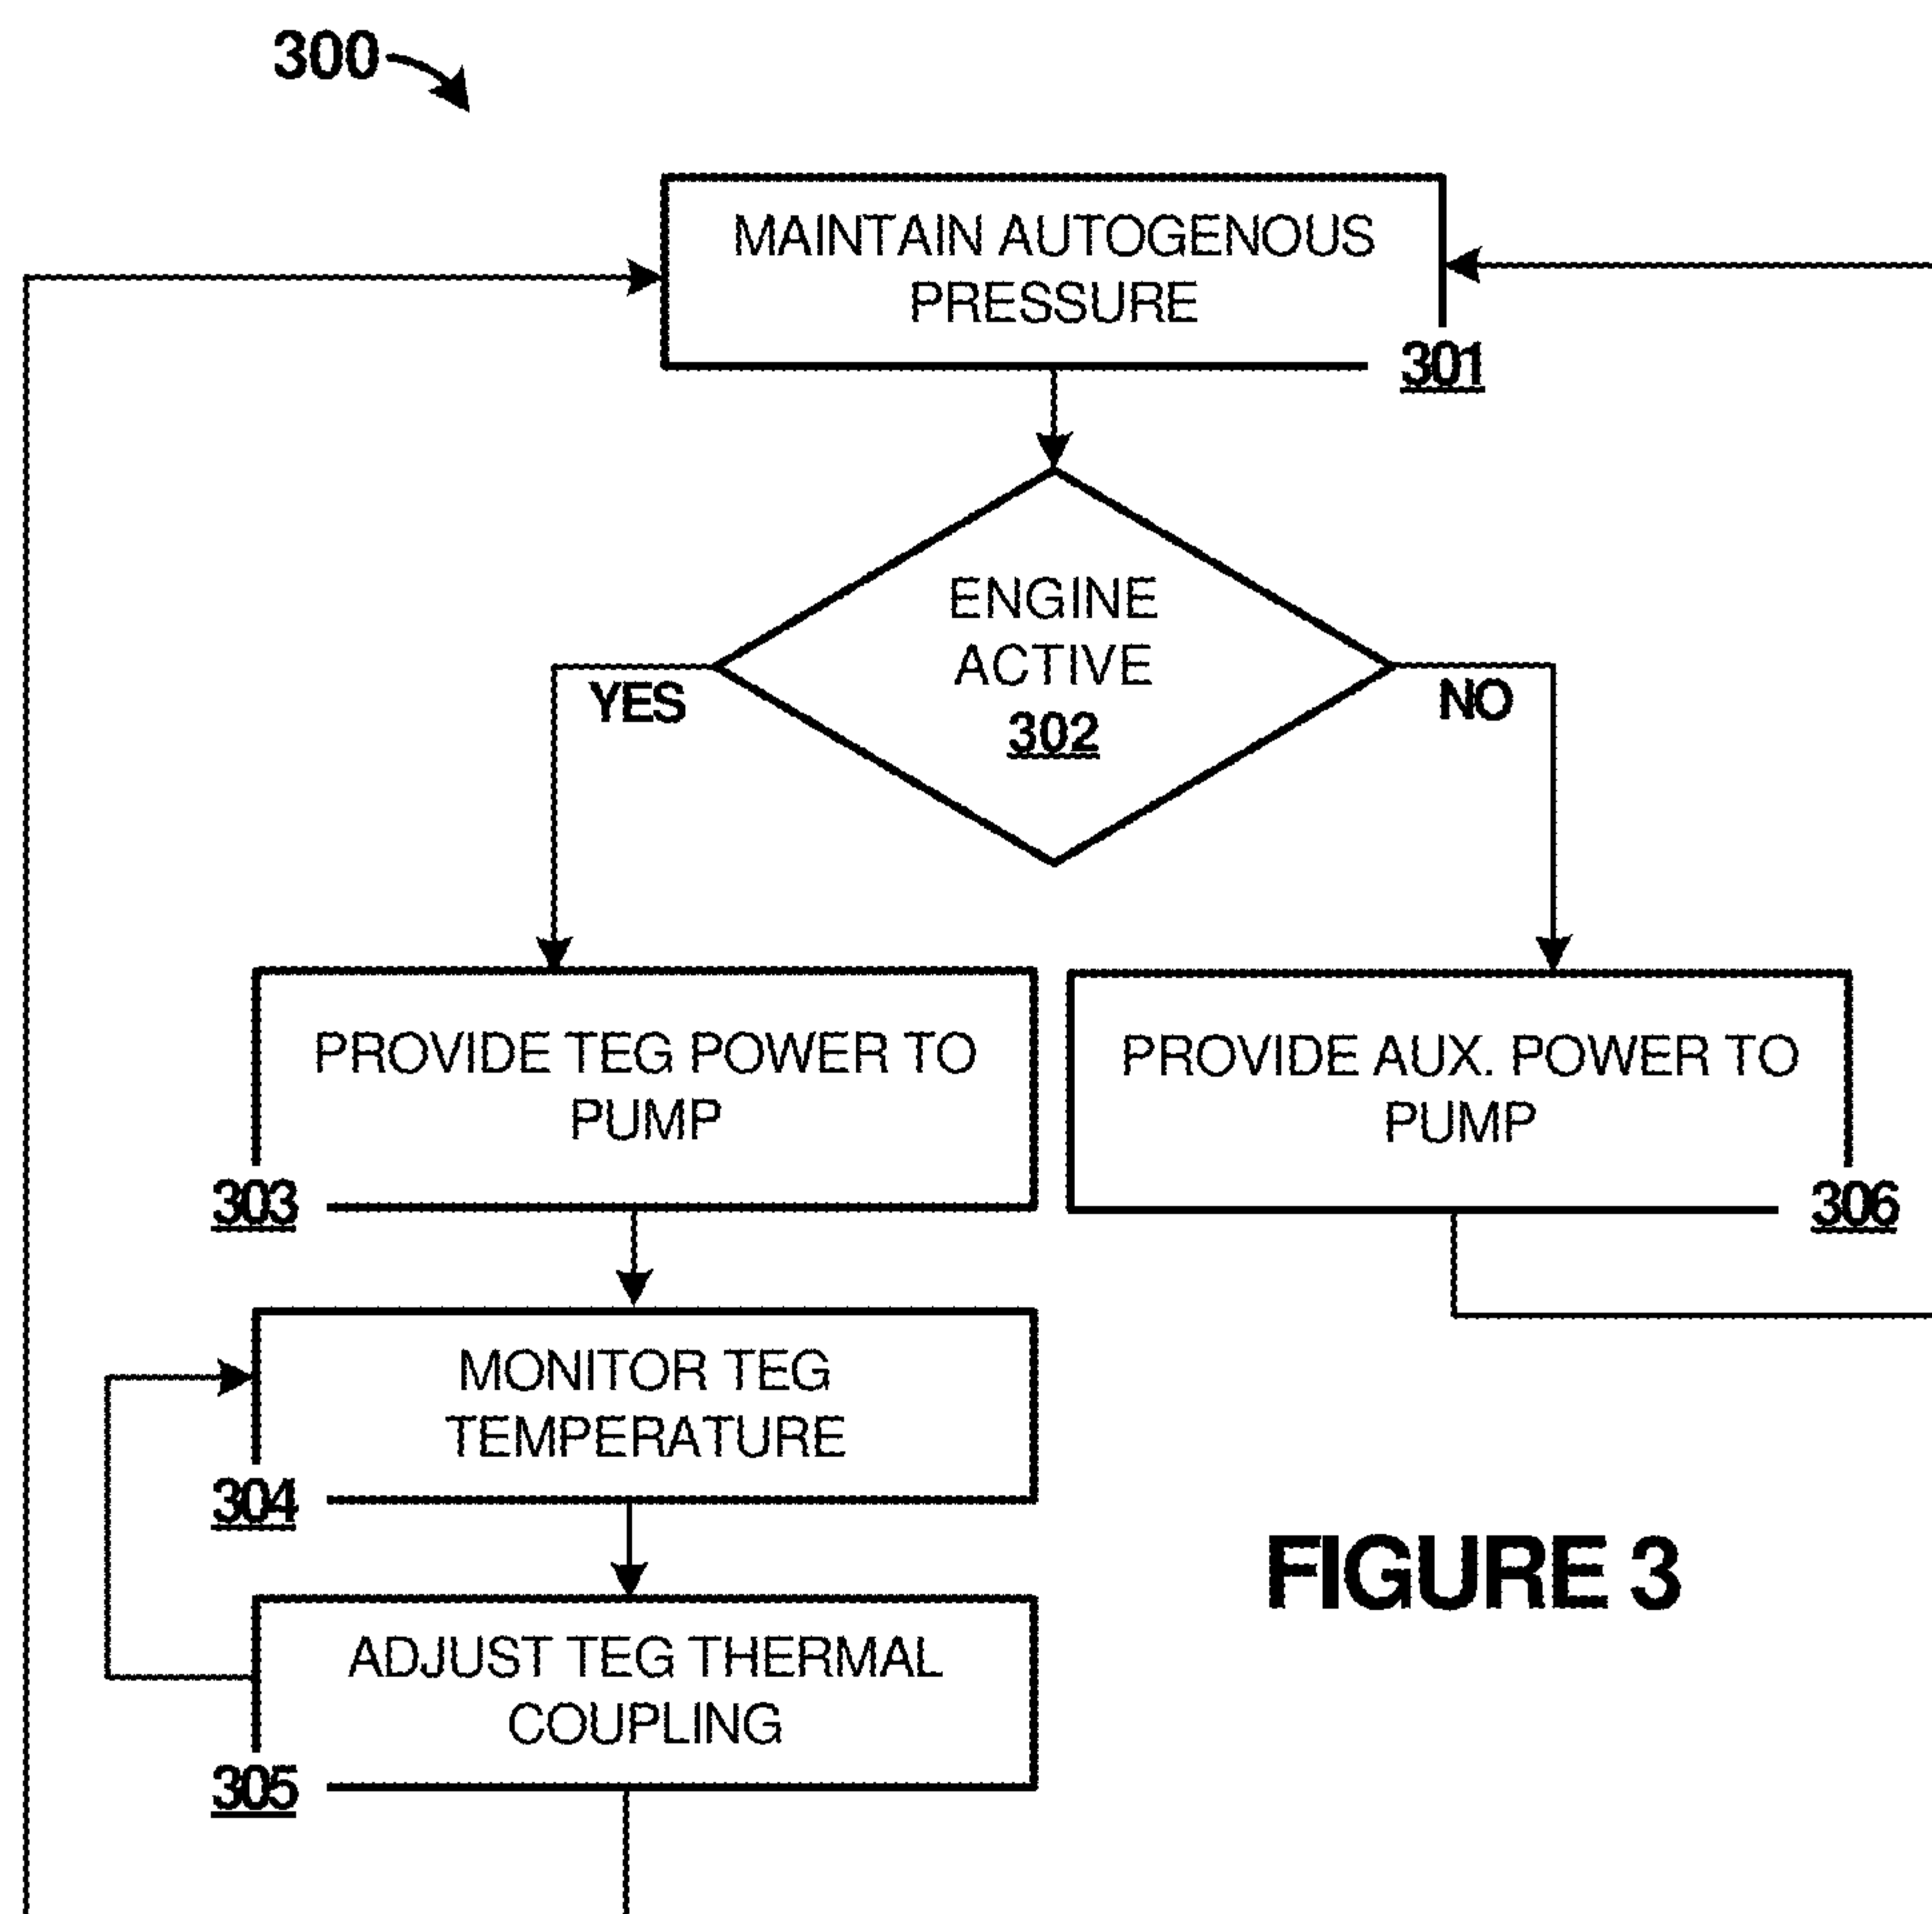 300
MAINTAIN AUTOGENOUS
PRESSURE
301
ENGINE
ACTIVE
302
YES
NO
PROVIDE TEG POWER TO
PUMP
303
PROVIDE AUX. POWER TO
PUMP
306
MONITOR TEG
TEMPERATURE
304
ADJUST TEG THERMAL
COUPLING
305
FIGURE 3